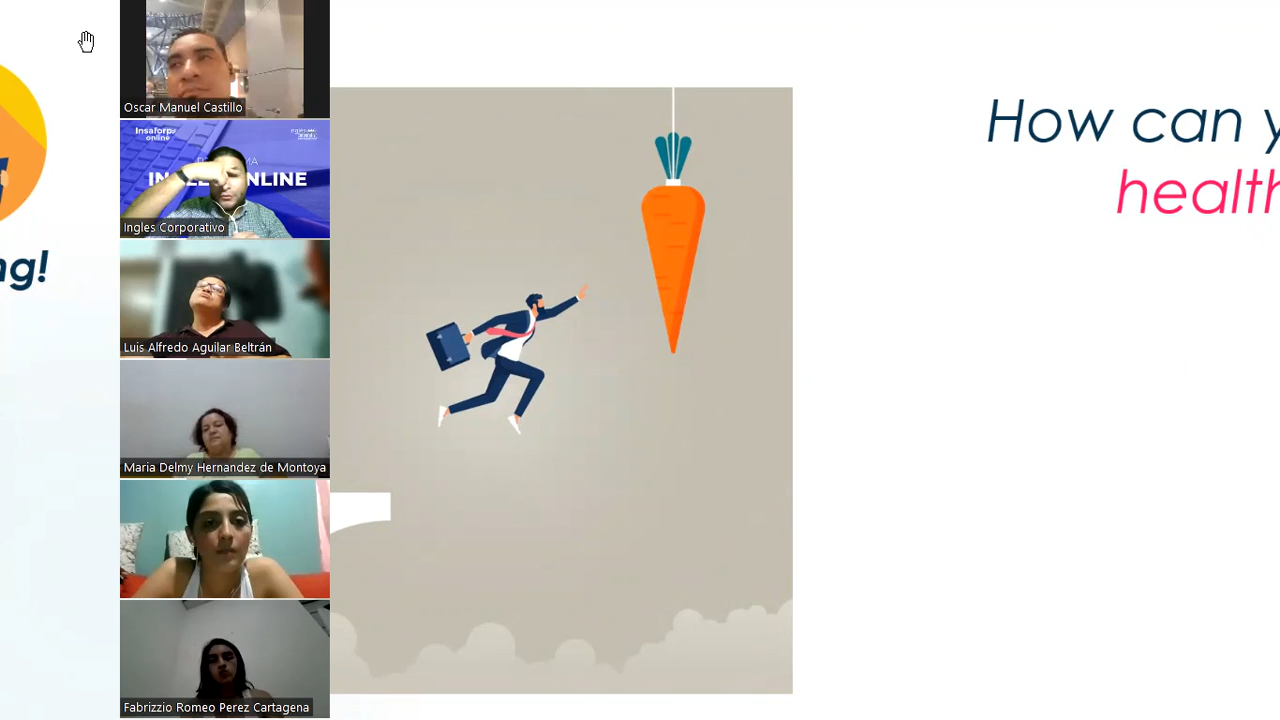 Oscar Manuel Castillo
Insaforp
online
INGLES ONLINE
Ingles Corporativo
Luis Alfredo Aguilar Beltrán
Maria Delmy Hernandez de Montoya
Fabrizzio Romeo Perez Cartagena
ng!
How can y
health